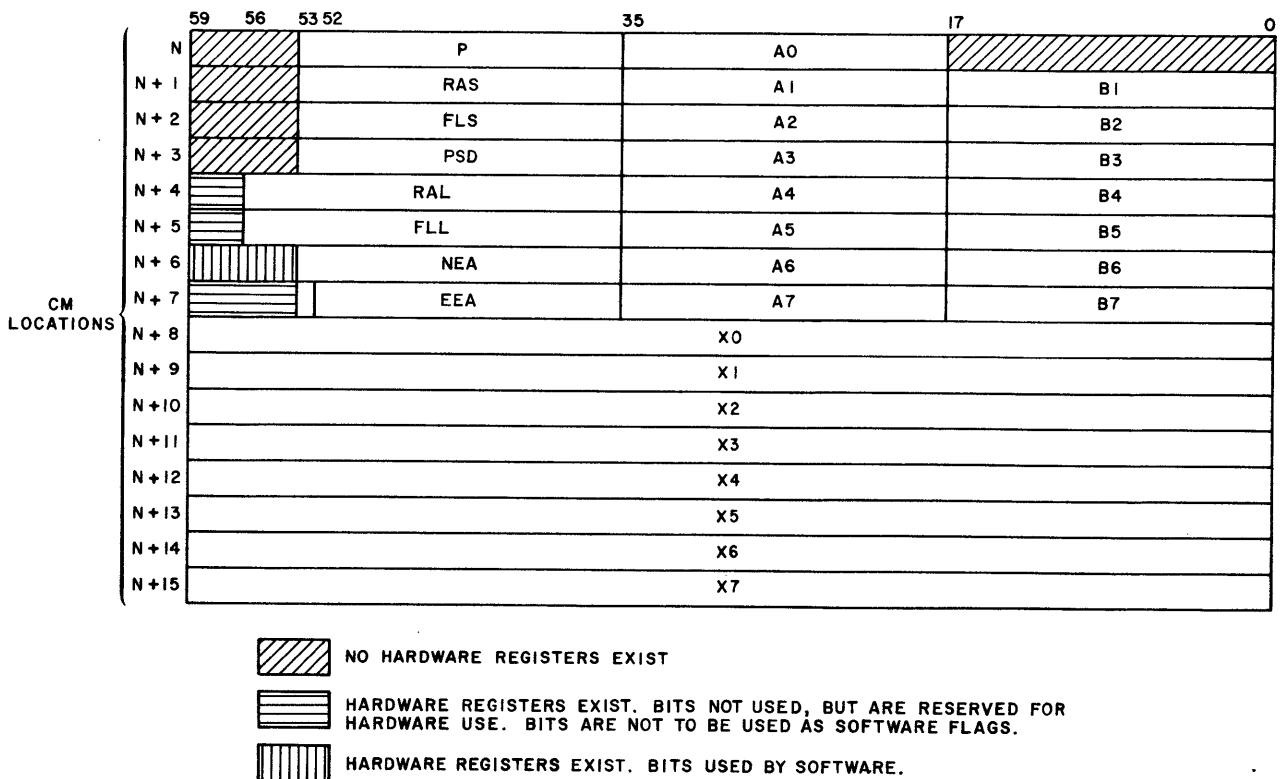 59 56 53 52 35 17 0
N P A0
N + 1 RAS A1 B1
N + 2 FLS A2 B2
N + 3 PSD A3 B3
N + 4 RAL A4 B4
N + 5 FLL A5 B5
N + 6 NEA A6 B6
N + 7 EEA A7 B7
CM
LOCATIONS
N + 8 X0
N + 9 X1
N +10 X2
N +11 X3
N +12 X4
N +13 X5
N +14 X6
N +15 X7
NO HARDWARE REGISTERS EXIST
HARDWARE REGISTERS EXIST. BITS NOT USED, BUT ARE RESERVED FOR
HARDWARE USE. BITS ARE NOT TO BE USED AS SOFTWARE FLAGS.
HARDWARE REGISTERS EXIST. BITS USED BY SOFTWARE.